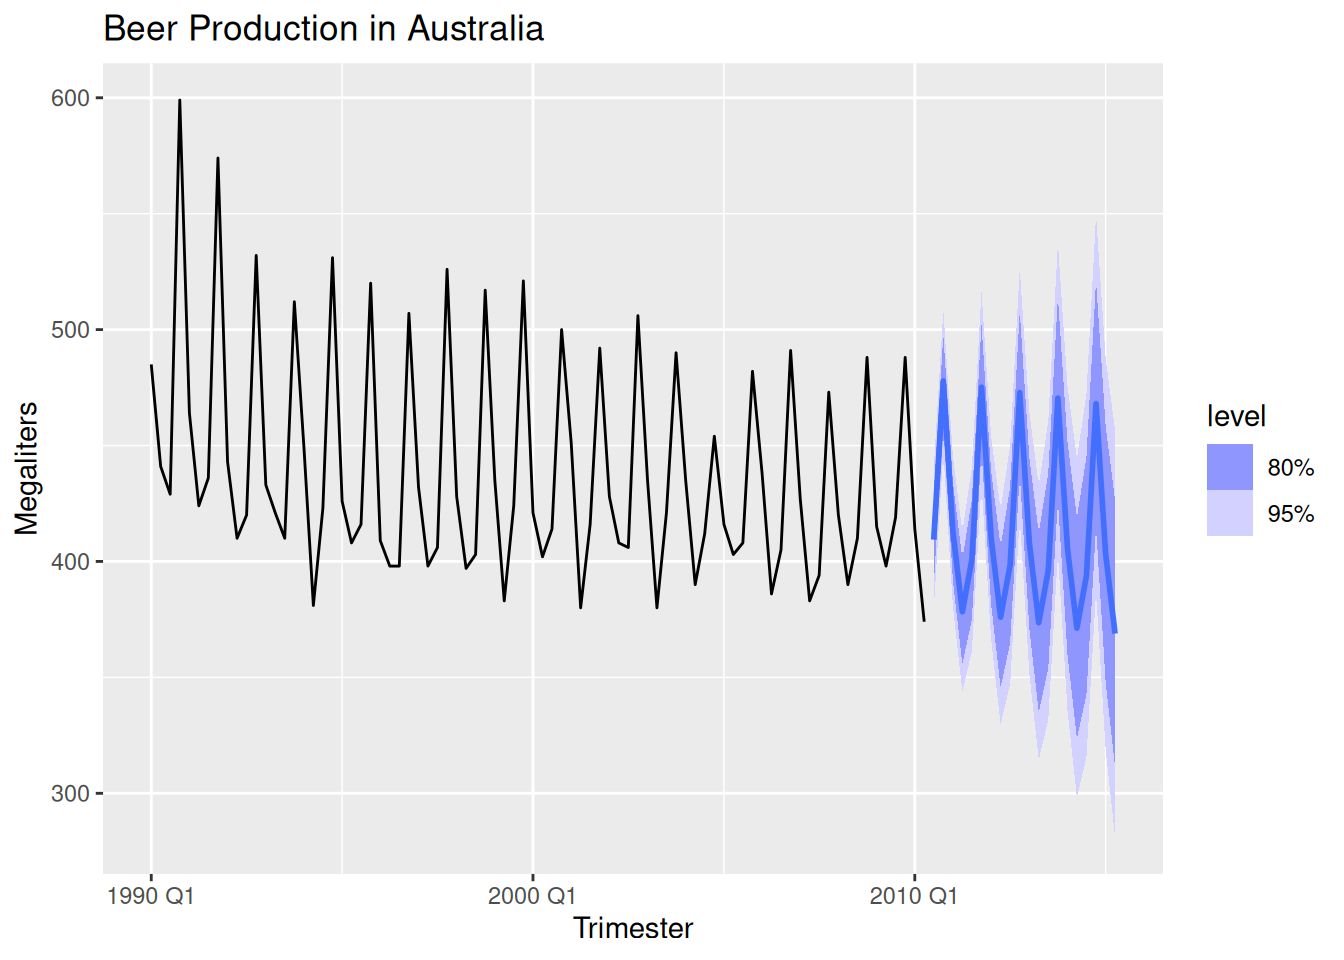 Beer Production in Australia
Megaliters
600
500
400
300
1990 Q1
2000 Q1
2010 Q1
Trimester
level
80%
95%